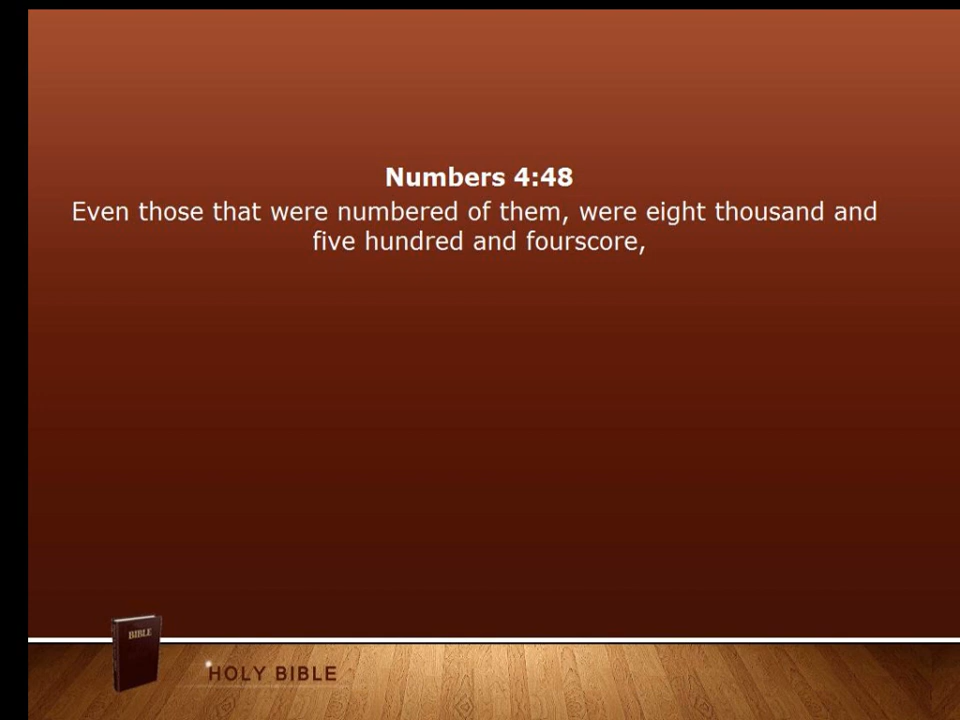 Numbers 4:48
Even those that were numbered of them, were eight thousand and
five hundred and fourscore,
BIBLE
HOLY BIBLE